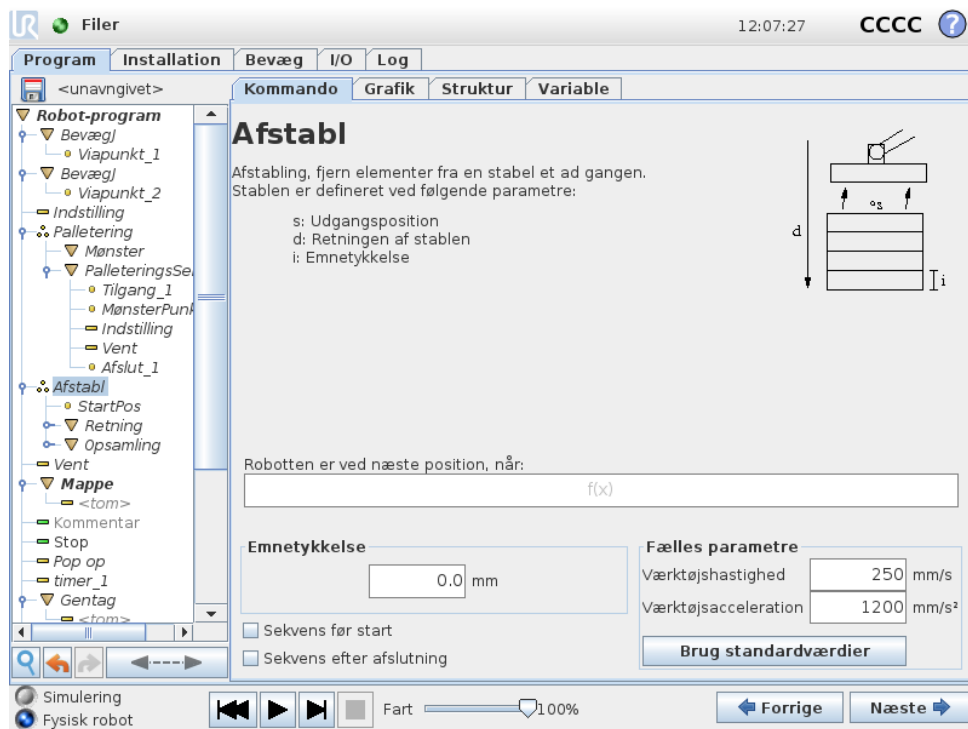 UR Filer 12:07:27 CCCC ?
Program Installation Bevæg I/O Log
<unavngivet>
Kommando Grafik Struktur Variable
Robot-program
BevægJ
Viapunkt_1
BevægJ
Viapunkt_2
Indstilling
Palletering
Mønster
PalleteringsSe
Tilgang_1
MønsterPunk
Indstilling
Vent
Afslut_1
Afstabl
StartPos
Retning
Opsamling
Vent
Mappe
<tom>
Kommentar
Stop
Pop op
timer_1
Gentag
<tom>
Afstabl
Afstabling, fjern elementer fra en stabel et ad gangen.
Stablen er defineret ved følgende parametre:
s: Udgangsposition
d: Retningen af stablen
i: Emnetykkelse
s
d
i
Robotten er ved næste position, når:
f(x)
Emnetykkelse
0.0 mm
Sekvens før start
Sekvens efter afslutning
Fælles parametre
Værktøjshastighed 250 mm/s
Værktøjsacceleration 1200 mm/s²
Brug standardværdier
Simulering
Fysisk robot
Fart 100%
Forrige Næste